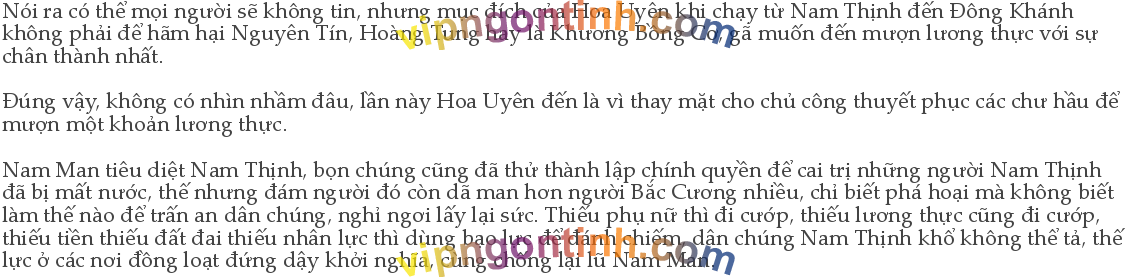 Nói ra có thể mọi người sẽ không tin, nhưng mục đích của Hoa Uyên khi chạy từ Nam Thịnh đến Đông Khánh
không phải để hãm hại Nguyên Tín, Hoàng Tung hay là Khương Bồng Cơ, gã muốn đến mượn lương thực với sự
chân thành nhất.
Đúng vậy, không có nhìn nhầm đâu, lần này Hoa Uyên đến là vì thay mặt cho chủ công thuyết phục các chư hầu để
mượn một khoản lương thực.
Nam Man tiêu diệt Nam Thịnh, bọn chúng cũng đã thử thành lập chính quyền để cai trị những người Nam Thịnh
đã bị mất nước, thế nhưng đám người đó còn dã man hơn người Bắc Cương nhiều, chỉ biết phá hoại mà không biết
làm thế nào để trấn an dân chúng, nghỉ ngơi lấy lại sức. Thiếu phụ nữ thì đi cướp, thiếu lương thực cũng đi cướp,
thiếu tiền thiếu đất đai thiếu nhân lực thì dùng bạo lực để đánh chiếm, dân chúng Nam Thịnh khổ không thể tả, thế
lực ở các nơi đồng loạt đứng dậy khởi nghĩa, cùng chống lại lũ Nam Man.
vipngontinh.com
vipngontinh.com